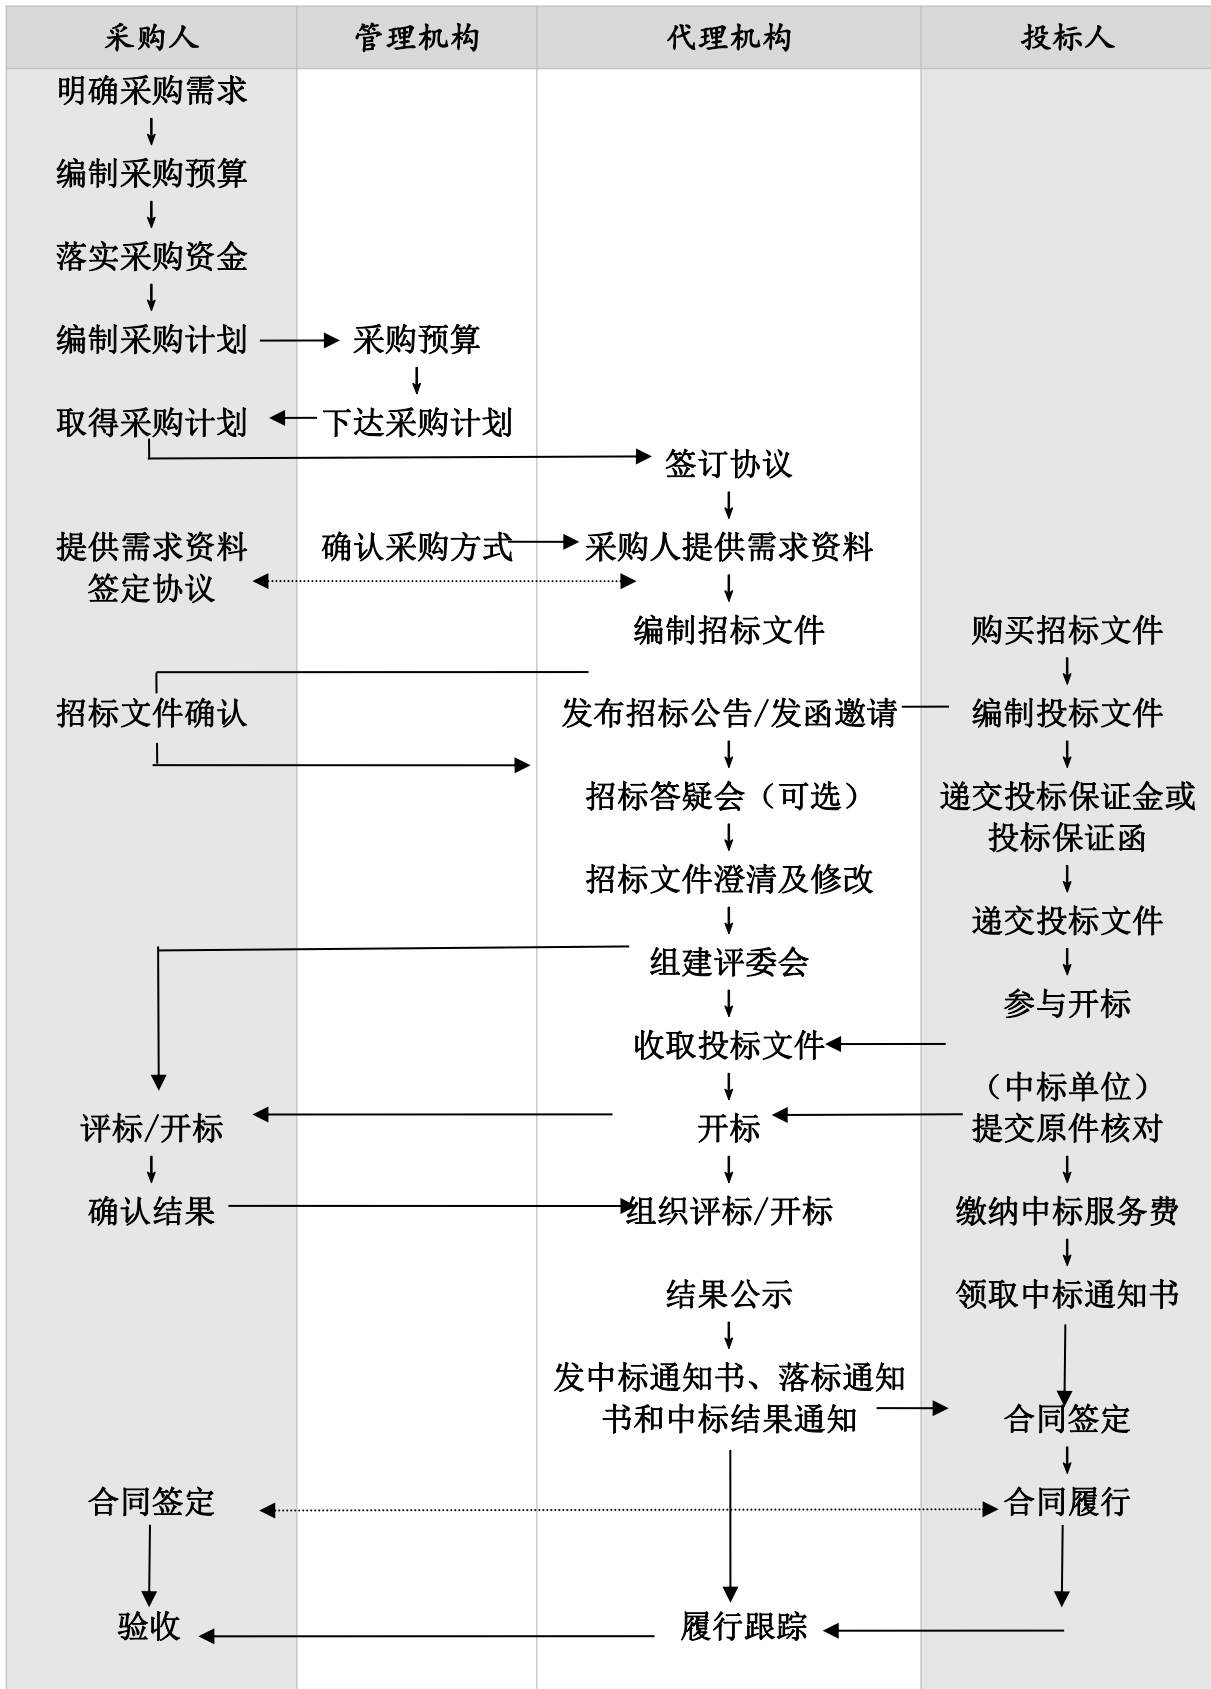 采购人 管理机构 代理机构 投标人
明确采购需求
编制采购预算
落实采购资金
编制采购计划 采购预算
取得采购计划 下达采购计划
签订协议
提供需求资料 确认采购方式 采购人提供需求资料
签定协议
编制招标文件 购买招标文件
招标文件确认 发布招标公告/发函邀请 编制投标文件
招标答疑会（可选） 递交投标保证金或
投标保证函
招标文件澄清及修改
递交投标文件
组建评委会
参与开标
收取投标文件
（中标单位）
评标/开标 开标 提交原件核对
确认结果 组织评标/开标 缴纳中标服务费
结果公示 领取中标通知书
发中标通知书、落标通知
书和中标结果通知 合同签定
合同签定 合同履行
验收 履行跟踪